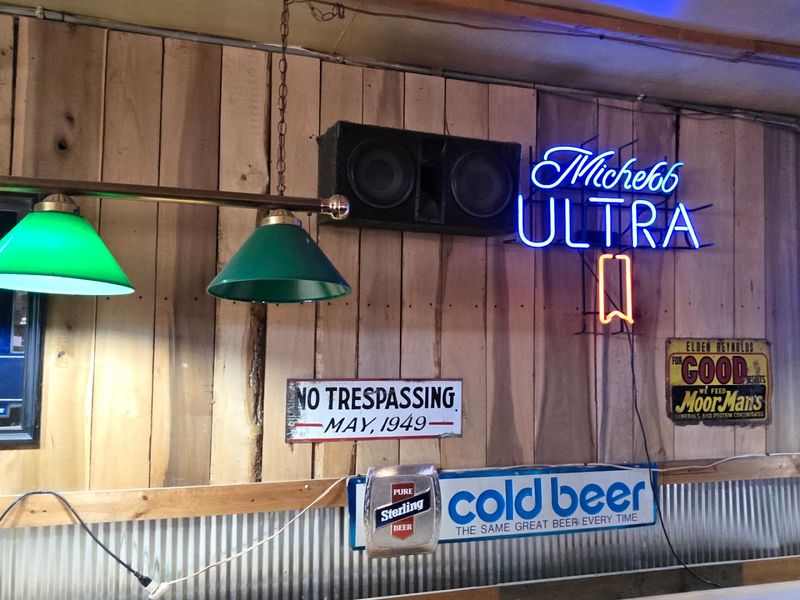 Michelob
ULTRA
ELDEN REYNOLDS
FOR GOOD RESULTS
WE FEED
MoorMan's
MINERALS AND PROTEIN CONCENTRATES
NO TRESPASSING.
MAY, 1949
PURE
Sterling
BEER
cold beer
THE SAME GREAT BEER EVERY TIME